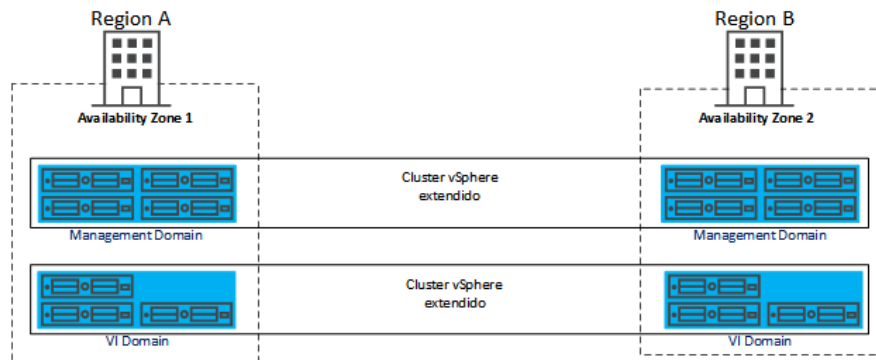 Region A
Region B
Availability Zone 1
Availability Zone 2
Cluster vSphere
extendido
Management Domain
Management Domain
Cluster vSphere
extendido
VI Domain
VI Domain